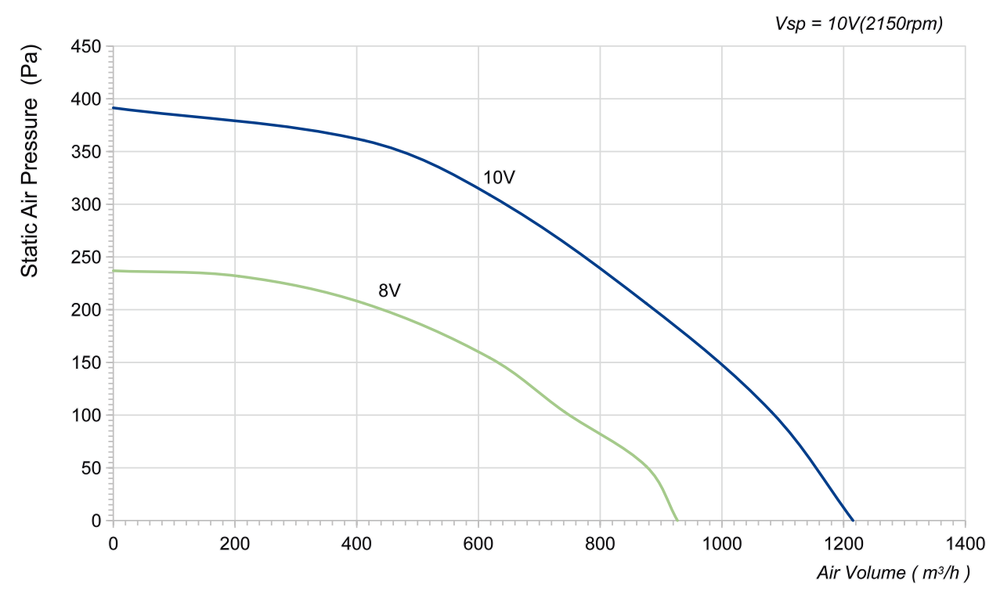 Vsp = 10V(2150rpm)
Static Air Pressure (Pa)
450
400
350
300
250
200
150
100
50
0
10V
8V
0 200 400 600 800 1000 1200 1400
Air Volume ( m³/h )